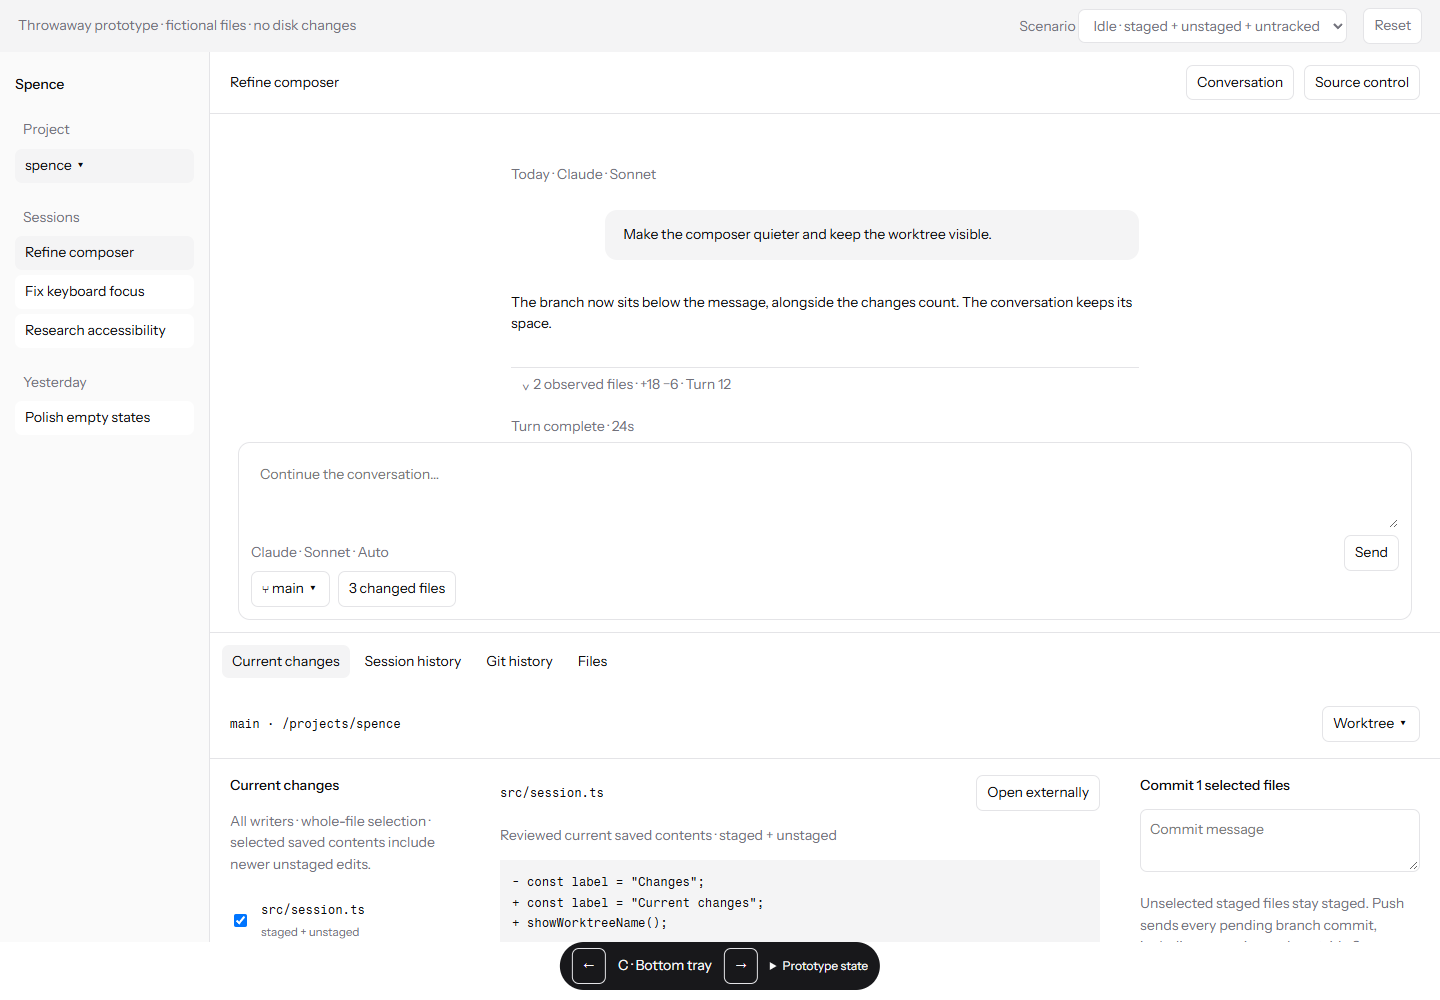 Throwaway prototype · fictional files · no disk changes
Scenario
Idle · staged + unstaged + untracked
Reset
Spence
Project
spence ▾
Sessions
Refine composer
Fix keyboard focus
Research accessibility
Yesterday
Polish empty states
Refine composer
Conversation
Source control
Today · Claude · Sonnet
Make the composer quieter and keep the worktree visible.
The branch now sits below the message, alongside the changes count. The conversation keeps its
space.
˅ 2 observed files · +18 −6 · Turn 12
Turn complete · 24s
Continue the conversation…
Claude · Sonnet · Auto
Send
⑂ main ▾
3 changed files
Current changes
Session history
Git history
Files
main · /projects/spence
Worktree ▾
Current changes
All writers · whole-file selection ·
selected saved contents include
newer unstaged edits.
src/session.ts
staged + unstaged
src/session.ts
Open externally
Reviewed current saved contents · staged + unstaged
- const label = "Changes";
+ const label = "Current changes";
+ showWorktreeName();
Commit 1 selected files
Commit message
Unselected staged files stay staged. Push
sends every pending branch commit,
← C · Bottom tray → ▶ Prototype state